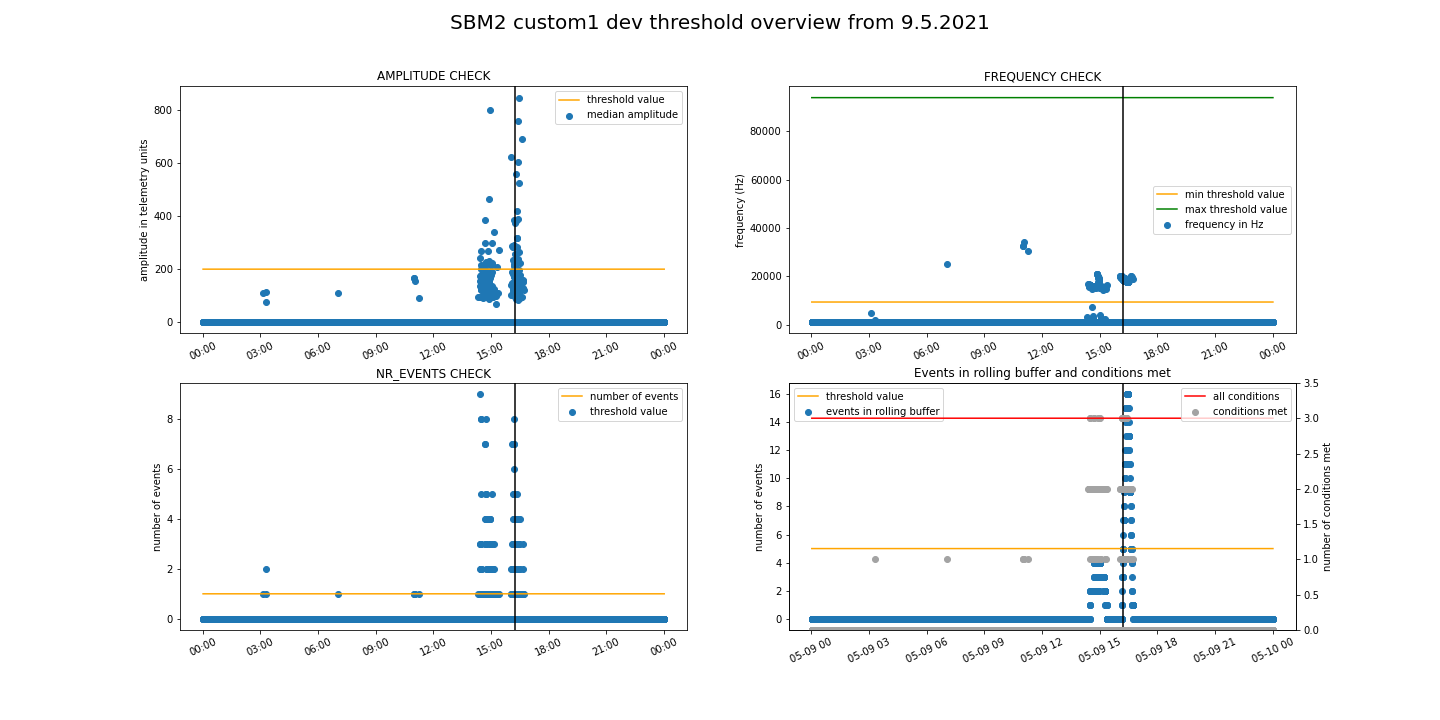 SBM2 custom1 dev threshold overview from 9.5.2021
AMPLITUDE CHECK
amplitude in telemetry units
800
600
400
200
0
threshold value
median amplitude
00:00 03:00 06:00 09:00 12:00 15:00 18:00 21:00 00:00
FREQUENCY CHECK
frequency (Hz)
80000
60000
40000
20000
0
min threshold value
max threshold value
frequency in Hz
00:00 03:00 06:00 09:00 12:00 15:00 18:00 21:00 00:00
NR_EVENTS CHECK
number of events
8
6
4
2
0
number of events
threshold value
00:00 03:00 06:00 09:00 12:00 15:00 18:00 21:00 00:00
Events in rolling buffer and conditions met
number of events
16
14
12
10
8
6
4
2
0
threshold value
events in rolling buffer
all conditions
conditions met
3.5
3.0
2.5
2.0
1.5
1.0
0.5
0.0
number of conditions met
05-09 00 05-09 03 05-09 06 05-09 09 05-09 12 05-09 15 05-09 18 05-09 21 05-10 00